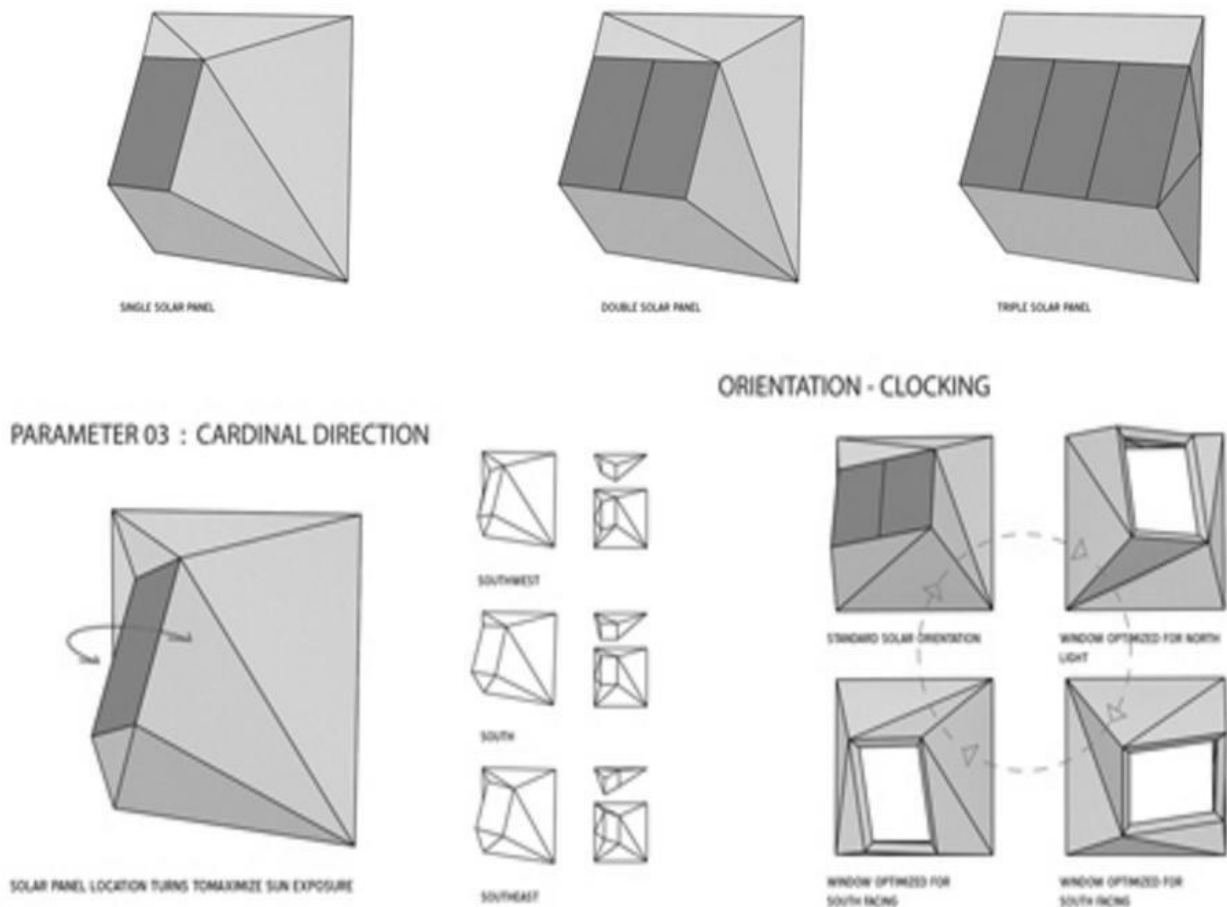 SINGLE SOLAR PANEL
DOUBLE SOLAR PANEL
TRIPLE SOLAR PANEL
ORIENTATION - CLOCKING
PARAMETER 03 : CARDINAL DIRECTION
SOUTHWEST
STANDARD SOLAR ORIENTATION
WINDOW OPTIMIZED FOR NORTH
LIGHT
SOUTH
SOLAR PANEL LOCATION TURNS TOMAXIMIZE SUN EXPOSURE
SOUTHEAST
WINDOW OPTIMIZED FOR
SOUTH FACING
WINDOW OPTIMIZED FOR
SOUTH FACING